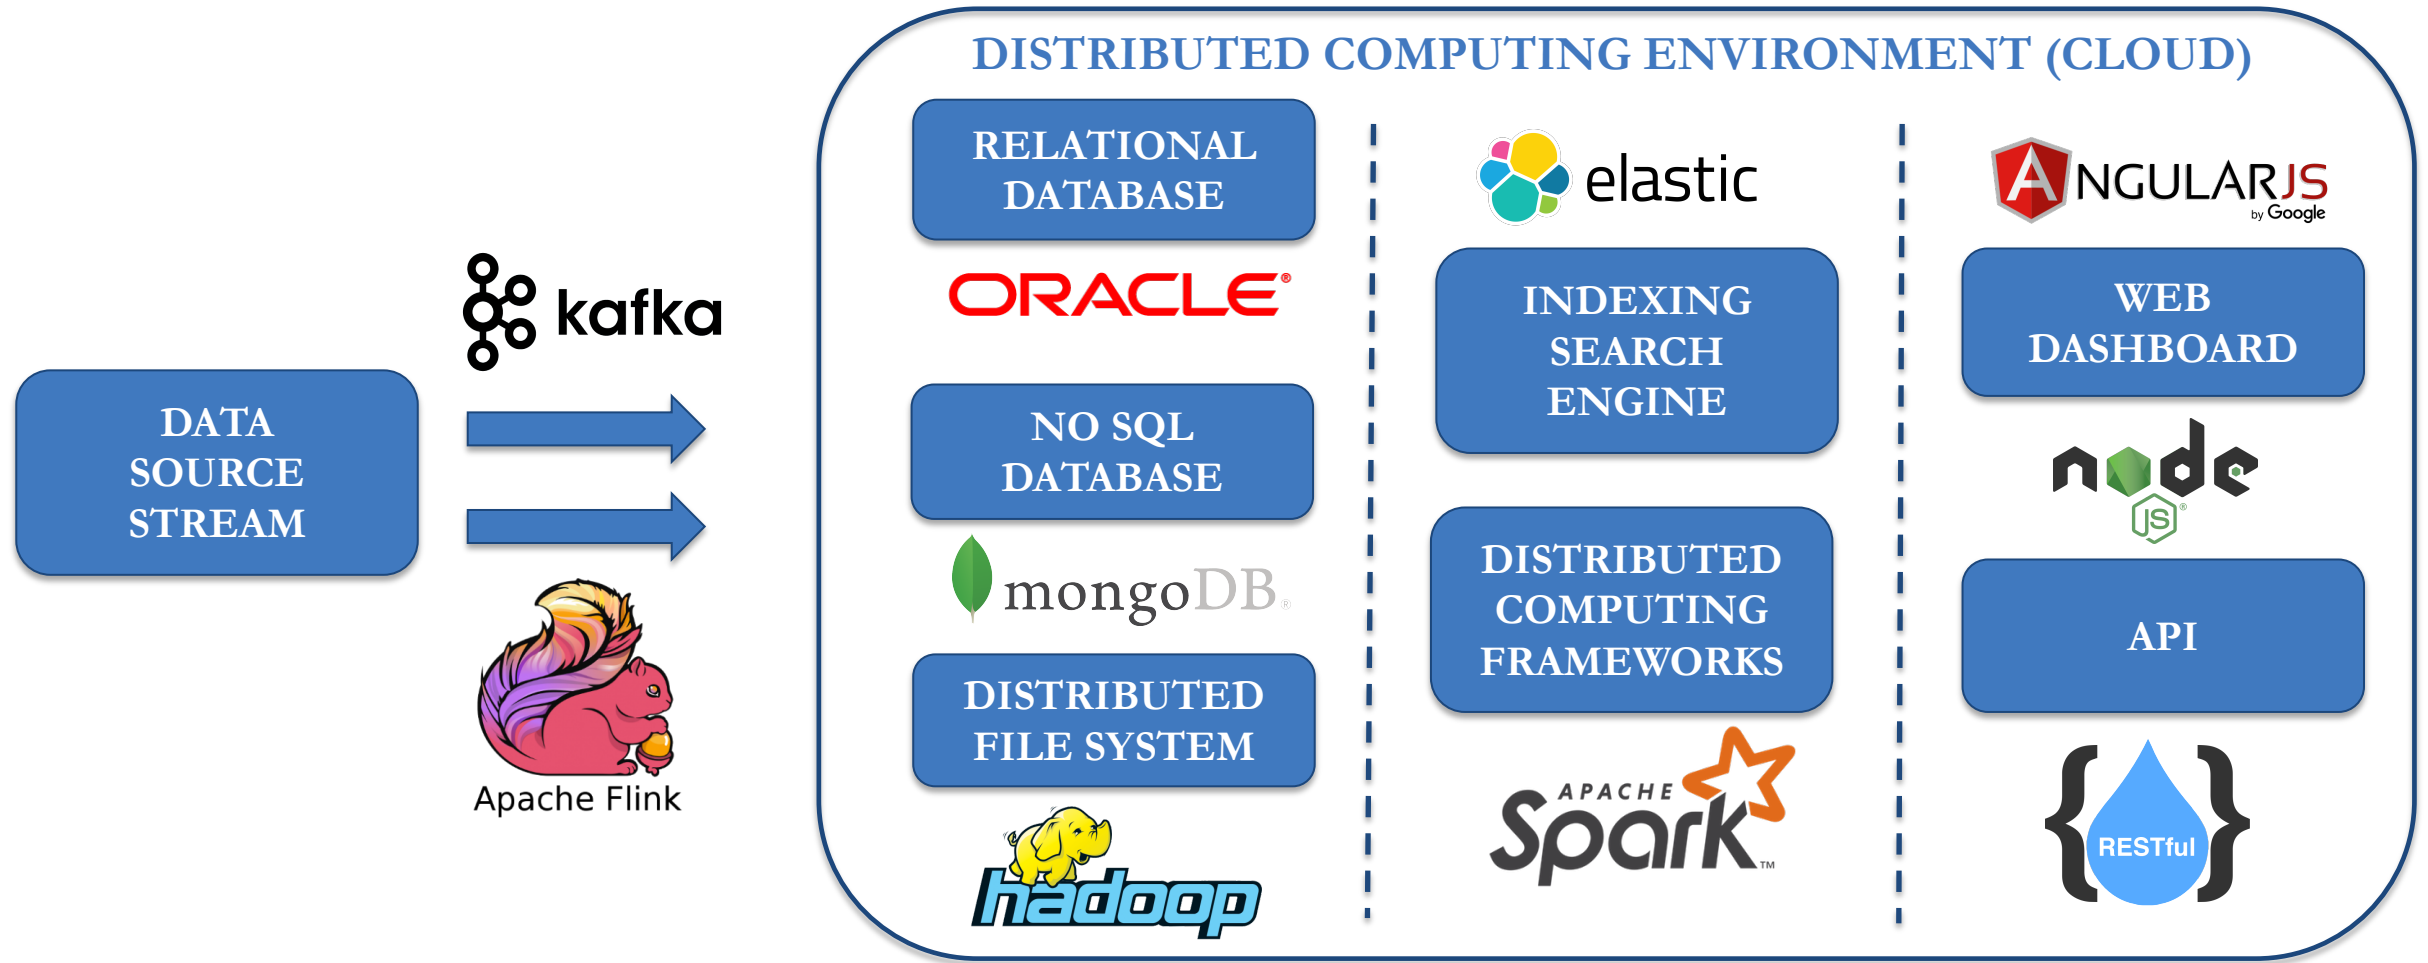 DISTRIBUTED COMPUTING ENVIRONMENT (CLOUD)
DATA
SOURCE
STREAM
kafka
Apache Flink
RELATIONAL
DATABASE
ORACLE®
NO SQL
DATABASE
mongoDB®
DISTRIBUTED
FILE SYSTEM
hadoop
elastic
INDEXING
SEARCH
ENGINE
DISTRIBUTED
COMPUTING
FRAMEWORKS
APACHE
Spark™
ANGULARJS
by Google
WEB
DASHBOARD
node
JS®
API
{RESTful}